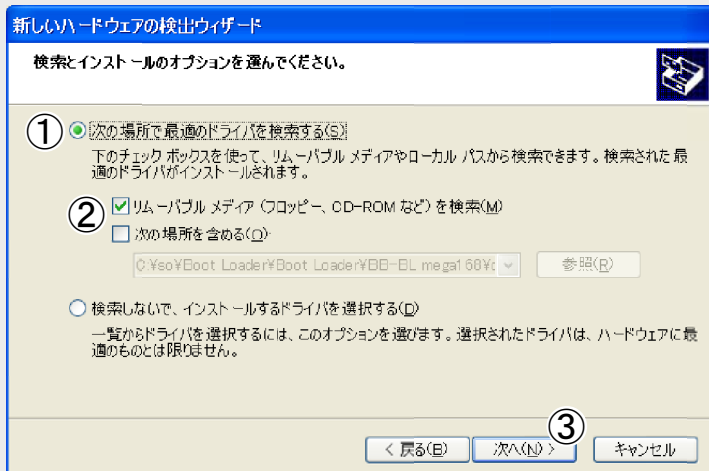 新しいハードウェアの検出ウィザード
検索とインストールのオプションを選んでください。
① 次の場所で最適のドライバを検索する(S)
下のチェック ボックスを使って、リムーバブル メディアやローカル パスから検索できます。検索された最
適のドライバがインストールされます。
② リムーバブル メディア (フロッピー、CD-ROM など) を検索(M)
次の場所を含める(O):
C:¥so¥Boot Loader¥Boot Loader¥BB-BL mega168¥ 参照(R)
検索しないで、インストールするドライバを選択する(D)
一覧からドライバを選択するには、このオプションを選びます。選択されたドライバは、ハードウェアに最
適のものとは限りません。
③
< 戻る(B) 次へ(N) > キャンセル